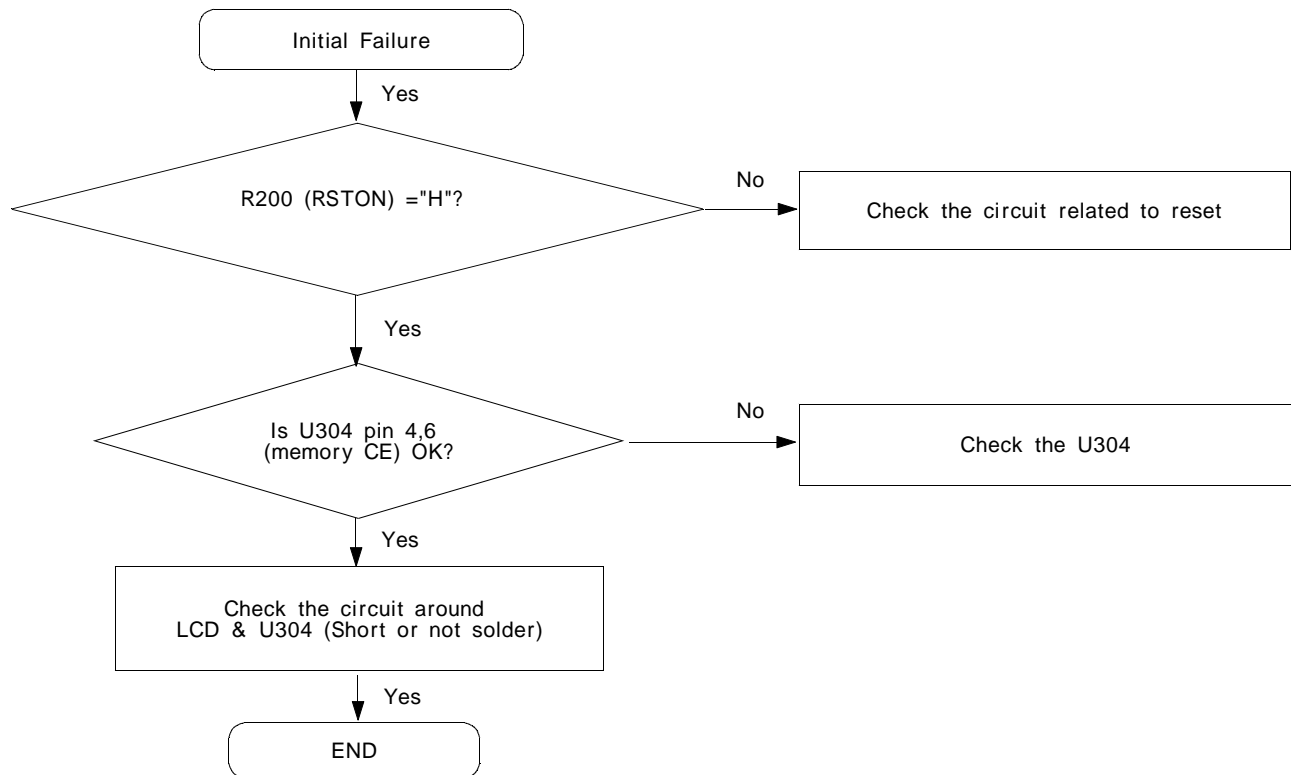 Initial Failure
Yes
R200 (RSTON) ="H"?
No
Check the circuit related to reset
Yes
Is U304 pin 4,6
(memory CE) OK?
No
Check the U304
Yes
Check the circuit around
LCD & U304 (Short or not solder)
Yes
END